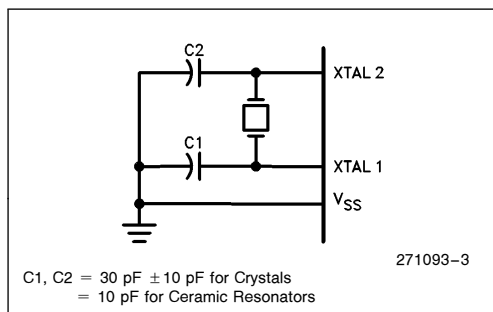 C2
XTAL 2
C1
XTAL 1
VSS
271093–3
C1, C2 = 30 pF ±10 pF for Crystals
= 10 pF for Ceramic Resonators